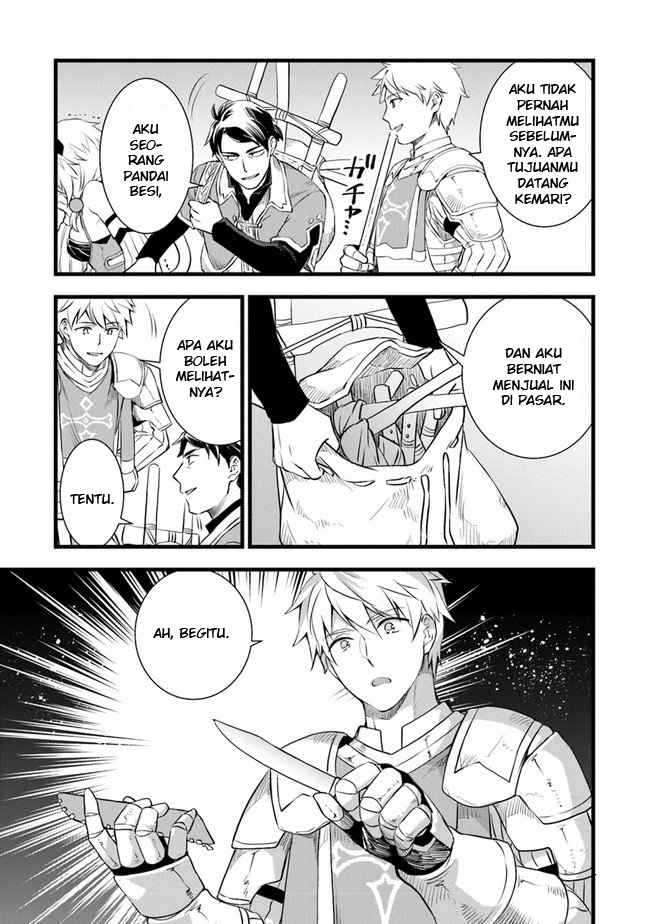 AKU TIDAK
PERNAH
MELIHATMU
SEBELUM-
NYA. APA
TUJUANMU
DATANG
KEMARI?
ガチャ…
AKU
SEO-
RANG
PANDAI
BESI,
DAN AKU
BERNIAT
MENJUAL INI
DI PASAR.
APA AKU
BOLEH
MELIHAT-
NYA?
TENTU.
AH, BEGITU.